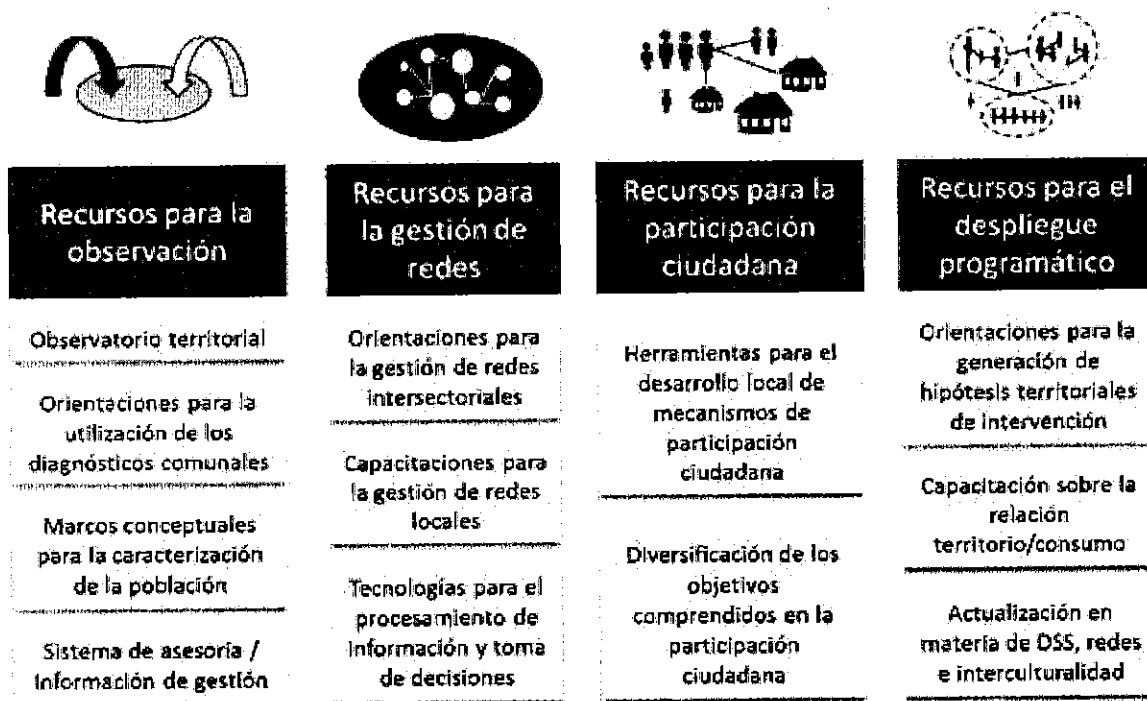 Recursos para la
observación
Observatorio territorial
Orientaciones para la
utilización de los
diagnósticos comunales
Marcos conceptuales
para la caracterización
de la población
Sistema de asesoría /
información de gestión
Recursos para
la gestión de
redes
Orientaciones para
la gestión de redes
intersectoriales
Capacitaciones para
la gestión de redes
locales
Tecnologías para el
procesamiento de
información y toma
de decisiones
Recursos para la
participación
ciudadana
Herramientas para el
desarrollo local de
mecanismos de
participación
ciudadana
Diversificación de los
objetivos
comprendidos en la
participación
ciudadana
Recursos para el
despliegue
programático
Orientaciones para la
generación de
hipótesis territoriales
de intervención
Capacitación sobre la
relación
territorio/consumo
Actualización en
materia de DSS, redes
e interculturalidad